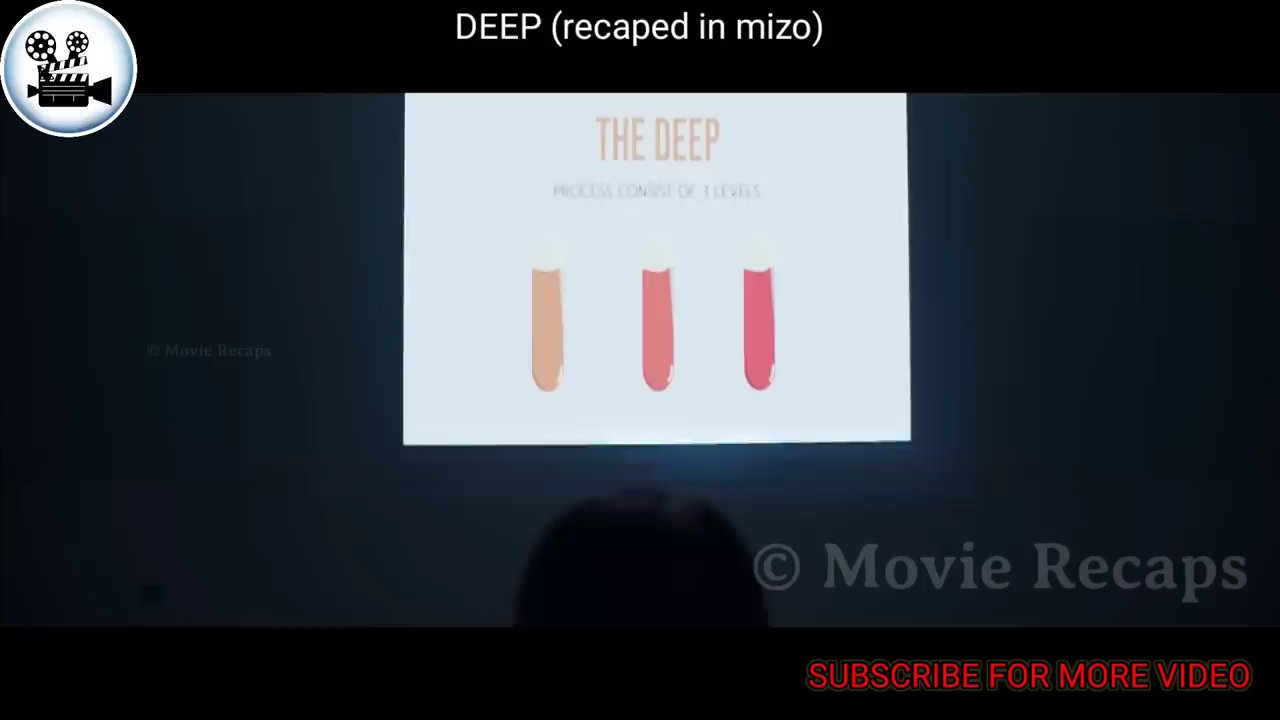 DEEP (recaped in mizo)
THE DEEP
PROCESS CONSIST OF 3 LEVELS
© Movie Recaps
© Movie Recaps
SUBSCRIBE FOR MORE VIDEO